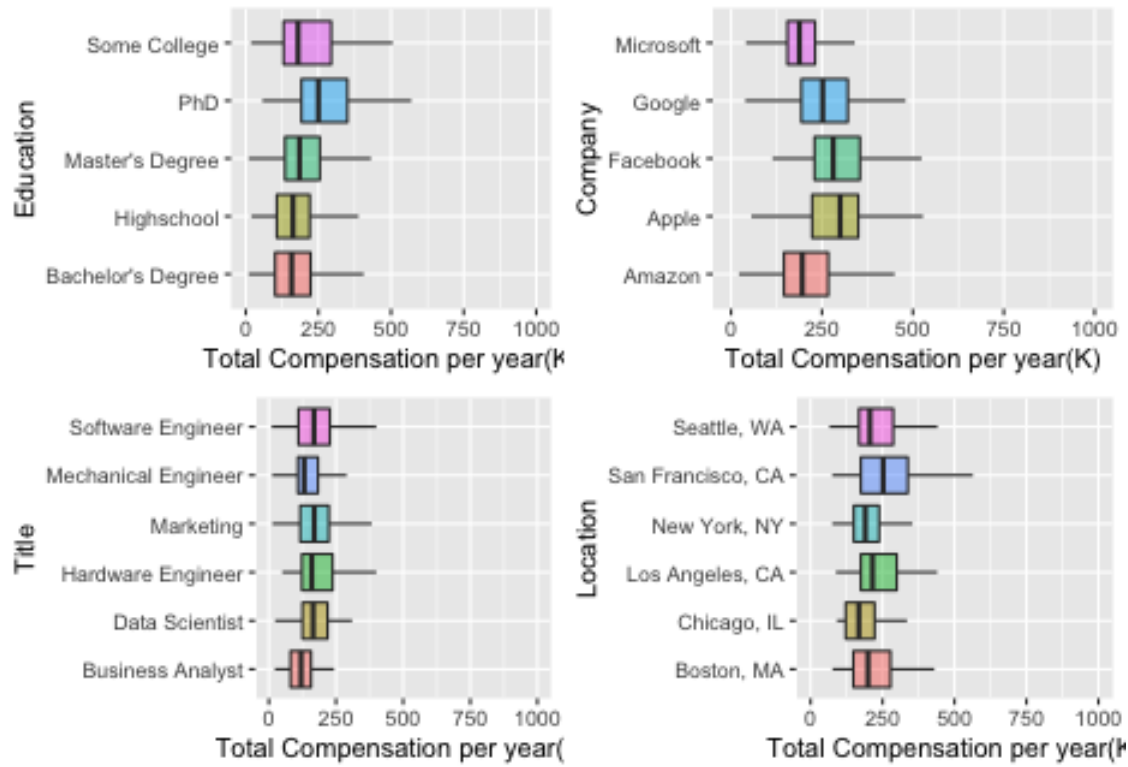 Education
Some College
PhD
Master's Degree
Highschool
Bachelor's Degree
0 250 500 750 1000
Total Compensation per year(K
Company
Microsoft
Google
Facebook
Apple
Amazon
0 250 500 750 1000
Total Compensation per year(K)
Title
Software Engineer
Mechanical Engineer
Marketing
Hardware Engineer
Data Scientist
Business Analyst
0 250 500 750 1000
Total Compensation per year(
Location
Seattle, WA
San Francisco, CA
New York, NY
Los Angeles, CA
Chicago, IL
Boston, MA
0 250 500 750 1000
Total Compensation per year(K